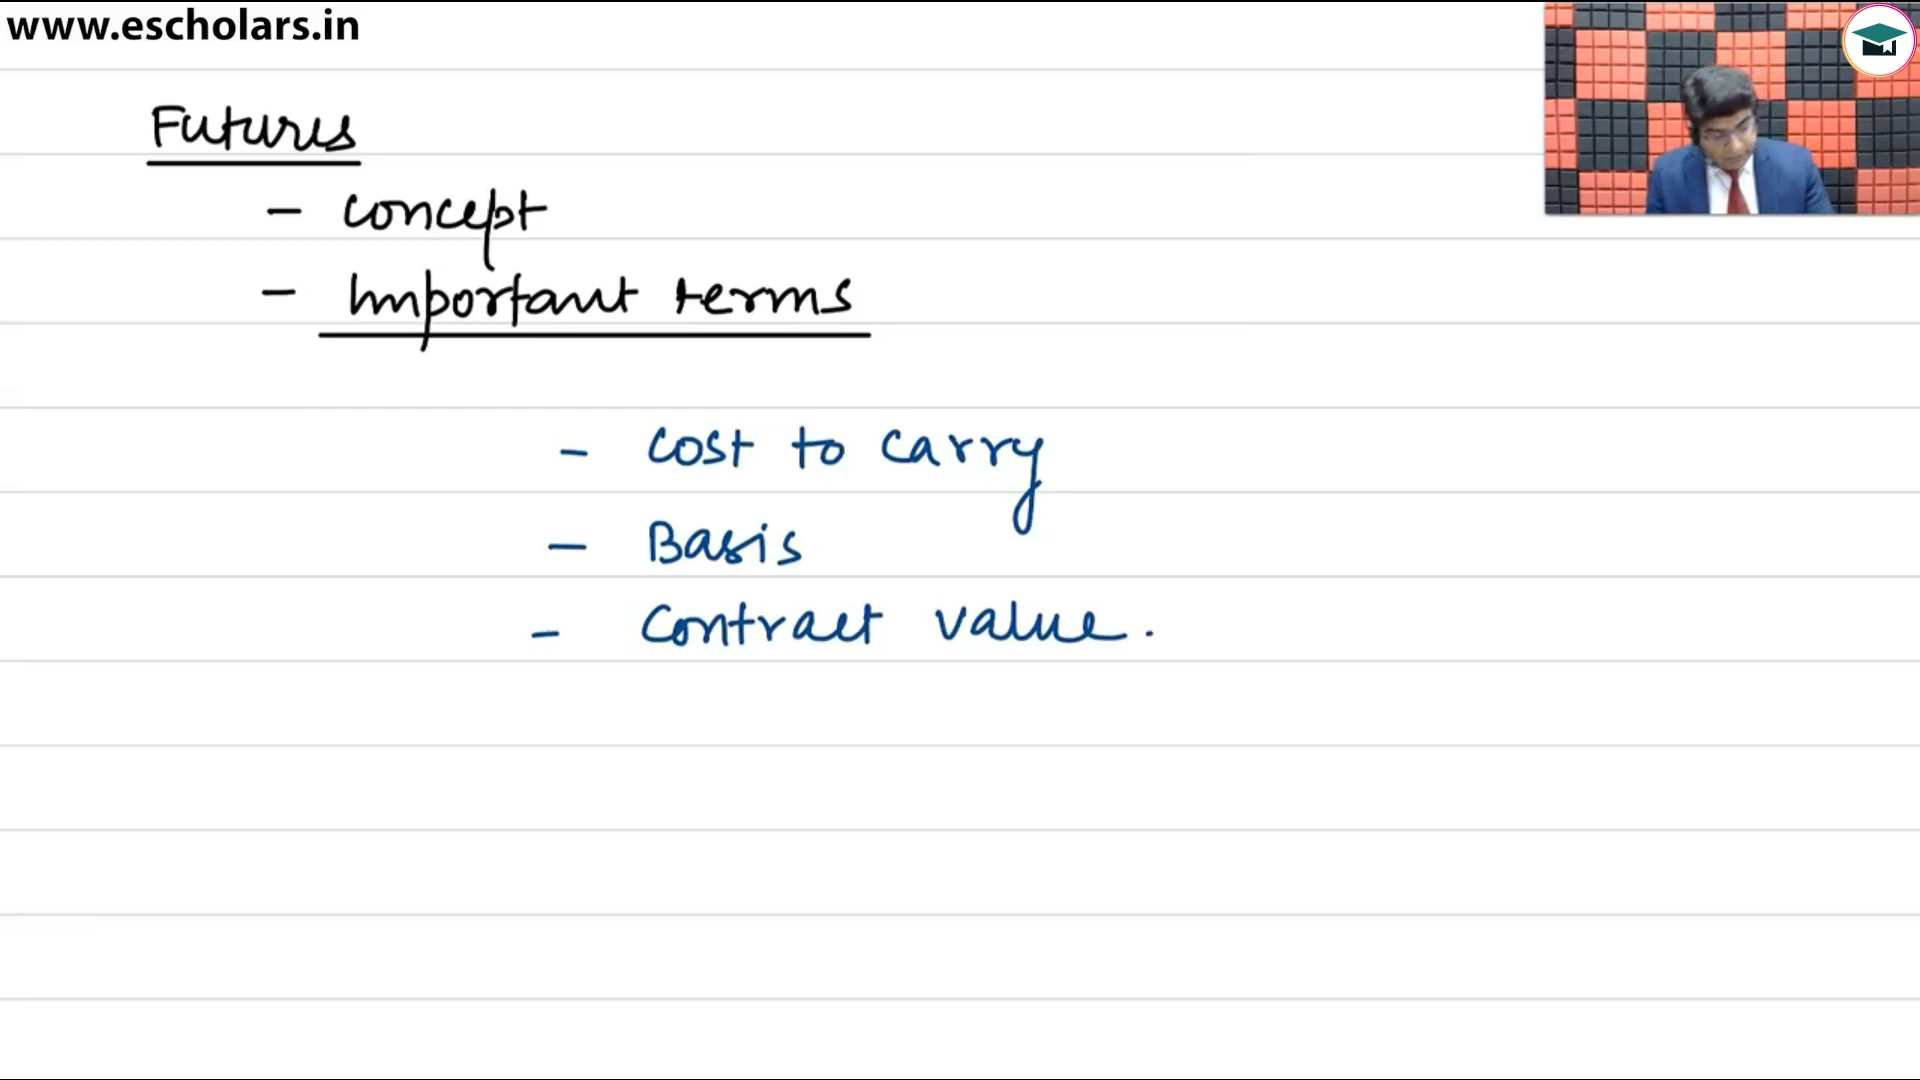 www.escholars.in
Futures
- concept
- Important terms
- Cost to carry
- Basis
- Contract value.